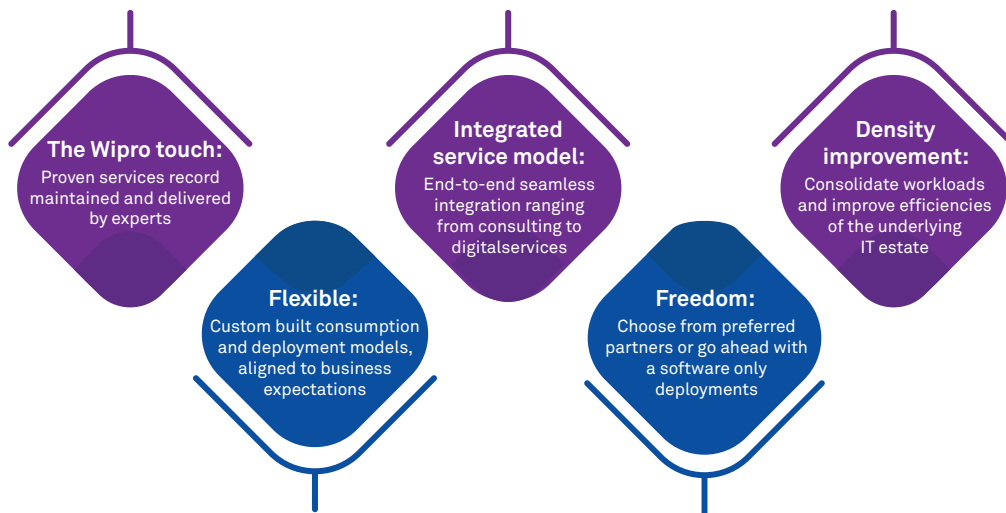 The Wipro touch:
Proven services record
maintained and delivered
by experts
Flexible:
Custom built consumption
and deployment models,
aligned to business
expectations
Integrated
service model:
End-to-end seamless
integration ranging
from consulting to
digitalservices
Freedom:
Choose from preferred
partners or go ahead with
a software only
deployments
Density
improvement:
Consolidate workloads
and improve efficiencies
of the underlying
IT estate